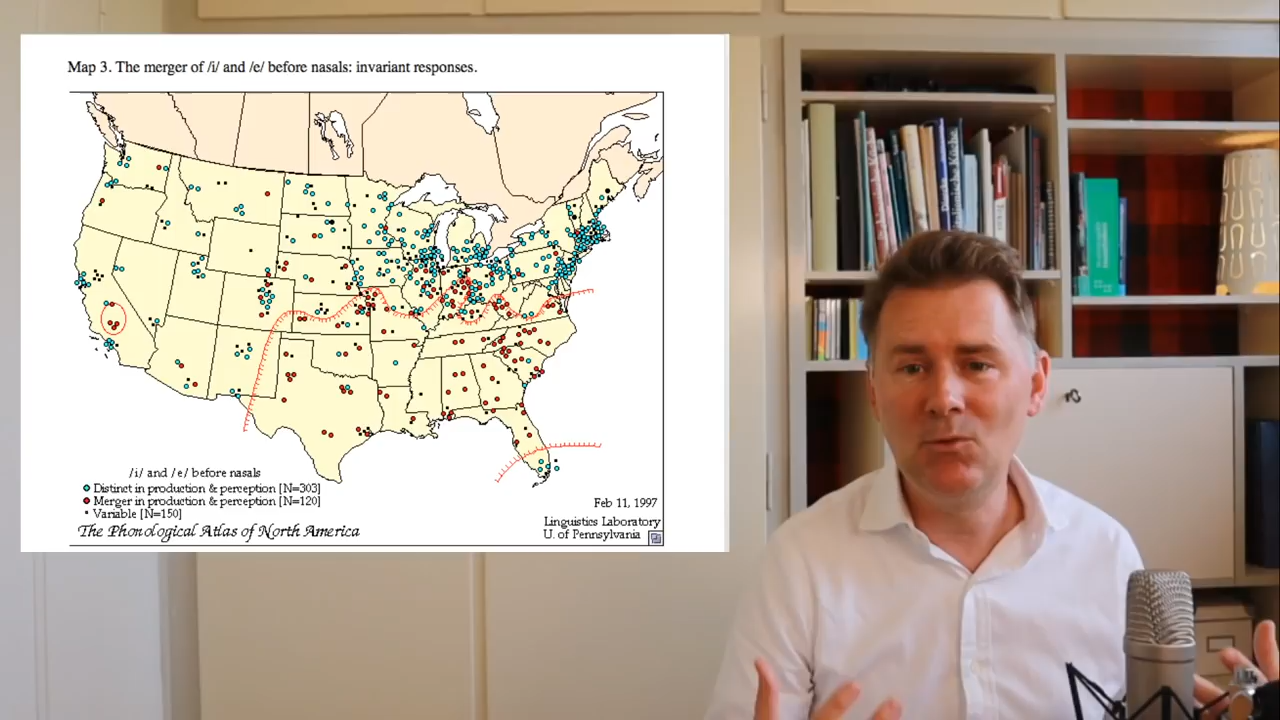 Map 3. The merger of /i/ and /e/ before nasals: invariant responses.
/i/ and /e/ before nasals
Distinct in production & perception [N=303]
Merger in production & perception [N=120]
Variable [N=150]
The Phonological Atlas of North America
Feb 11, 1997
Linguistics Laboratory
U. of Pennsylvania